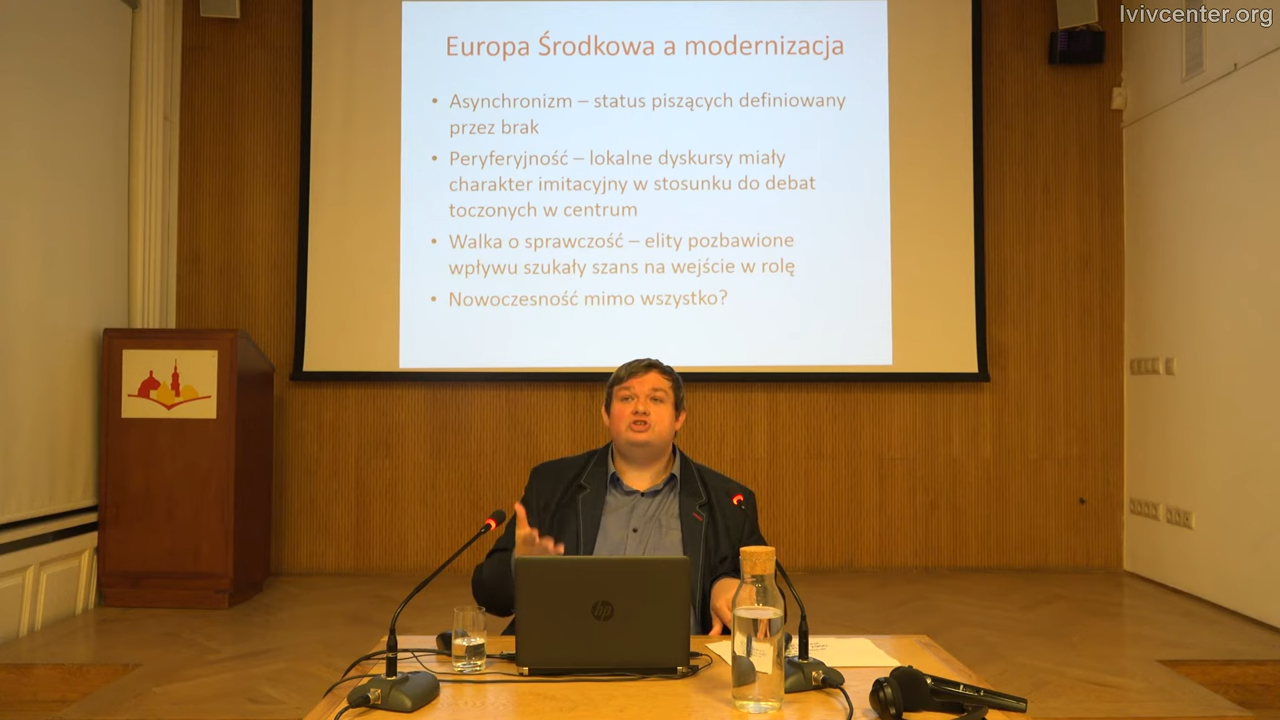 lvivcenter.org
Europa Środkowa a modernizacja
• Asynchronizm – status piszących definiowany
przez brak
• Peryferyjność – lokalne dyskursy miały
charakter imitacyjny w stosunku do debat
toczonych w centrum
• Walka o sprawczość – elity pozbawione
wpływu szukały szans na wejście w rolę
• Nowoczesność mimo wszystko?
hp